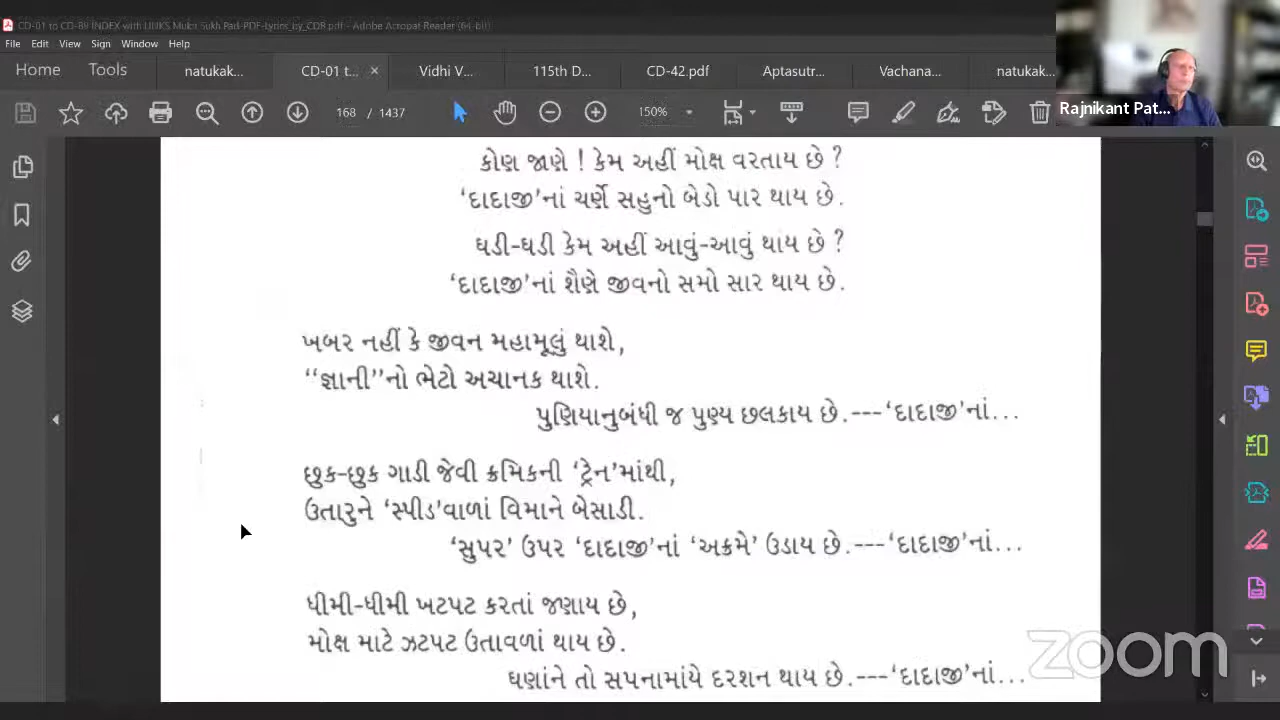 CD-01 to CD-89 INDEX with LINKS Mukt Sukh Pad-PDF-Lyrics_by_CDR.pdf - Adobe Acrobat Reader (64-bit)
File Edit View Sign Window Help
Home Tools natukak... CD-01 t... × Vidhi V... 115th D... CD-42.pdf Aptasutr... Vachana... natukak...
168 / 1437 150%
Rajnikant Pat...
કોણ જાણે ! કેમ અહીં મોક્ષ વરતાય છે ?
‘દાદાજી’નાં ચર્ણે સહુનો બેડો પાર થાય છે.
ઘડી-ઘડી કેમ અહીં આવું-આવું થાય છે ?
‘દાદાજી’નાં શૈણે જીવનો સમો સાર થાય છે.
ખબર નહીં કે જીવન મહામૂલું થાશે,
‘‘જ્ઞાની’’નો ભેટો અચાનક થાશે.
પુણિયાનુબંધી જ પુણ્ય છલકાય છે.---‘દાદાજી’નાં...
છુક-છુક ગાડી જેવી ક્રમિકની ‘ટ્રેન’માંથી,
ઉતારુને ‘સ્પીડ’વાળાં વિમાને બેસાડી.
‘સુપર’ ઉપર ‘દાદાજી’નાં ‘અક્રમે’ ઉડાય છે.---‘દાદાજી’નાં...
ધીમી-ધીમી ખટપટ કરતાં જણાય છે,
મોક્ષ માટે ઝટપટ ઉતાવળાં થાય છે.
ઘણાંને તો સપનામાંયે દરશન થાય છે.---‘દાદાજી’નાં...
zoom